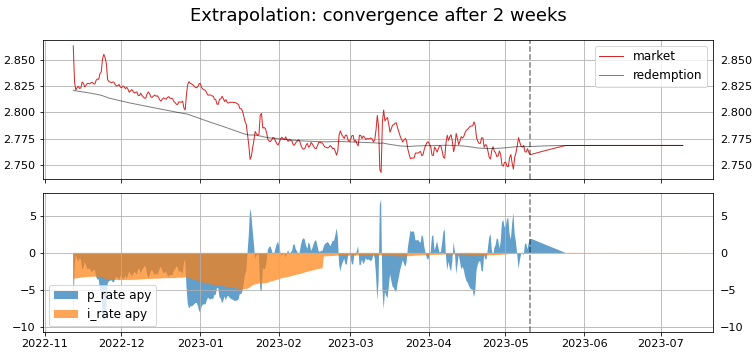 Extrapolation: convergence after 2 weeks
2.850 2.850
2.825 2.825
2.800 2.800
2.775 2.775
2.750 2.750
market
redemption
5 5
0 0
−5 −5
−10 −10
p_rate apy
i_rate apy
2022-11 2022-12 2023-01 2023-02 2023-03 2023-04 2023-05 2023-06 2023-07